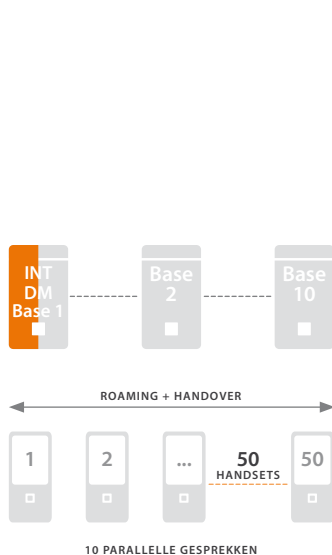 INT
DM
Base 1
Base
2
Base
10
ROAMING + HANDOVER
1
2
...
50
HANDSETS
50
10 PARALLELLE GESPREKKEN